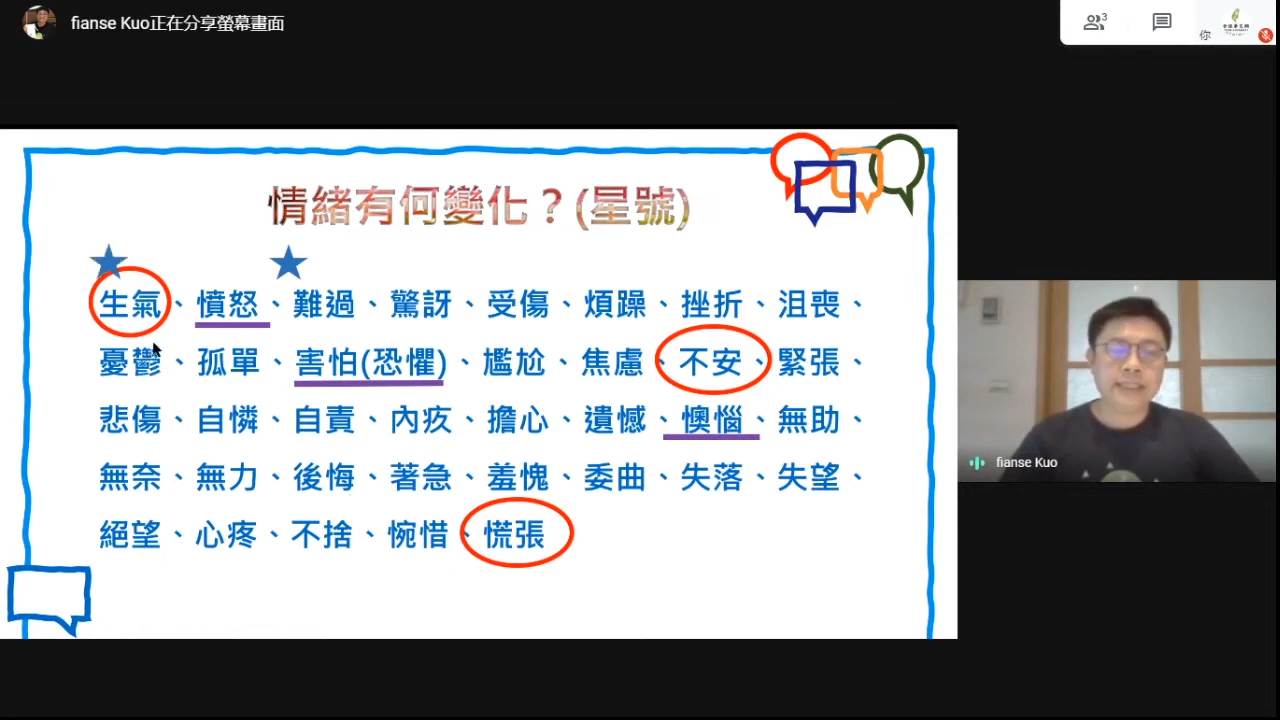 fianse Kuo正在分享螢幕畫面
3
你
情緒有何變化？(星號)
生氣、憤怒、難過、驚訝、受傷、煩躁、挫折、沮喪、
憂鬱、孤單、害怕(恐懼)、尷尬、焦慮、不安、緊張、
悲傷、自憐、自責、內疚、擔心、遺憾、懊惱、無助、
無奈、無力、後悔、著急、羞愧、委曲、失落、失望、
絕望、心疼、不捨、惋惜、慌張
fianse Kuo